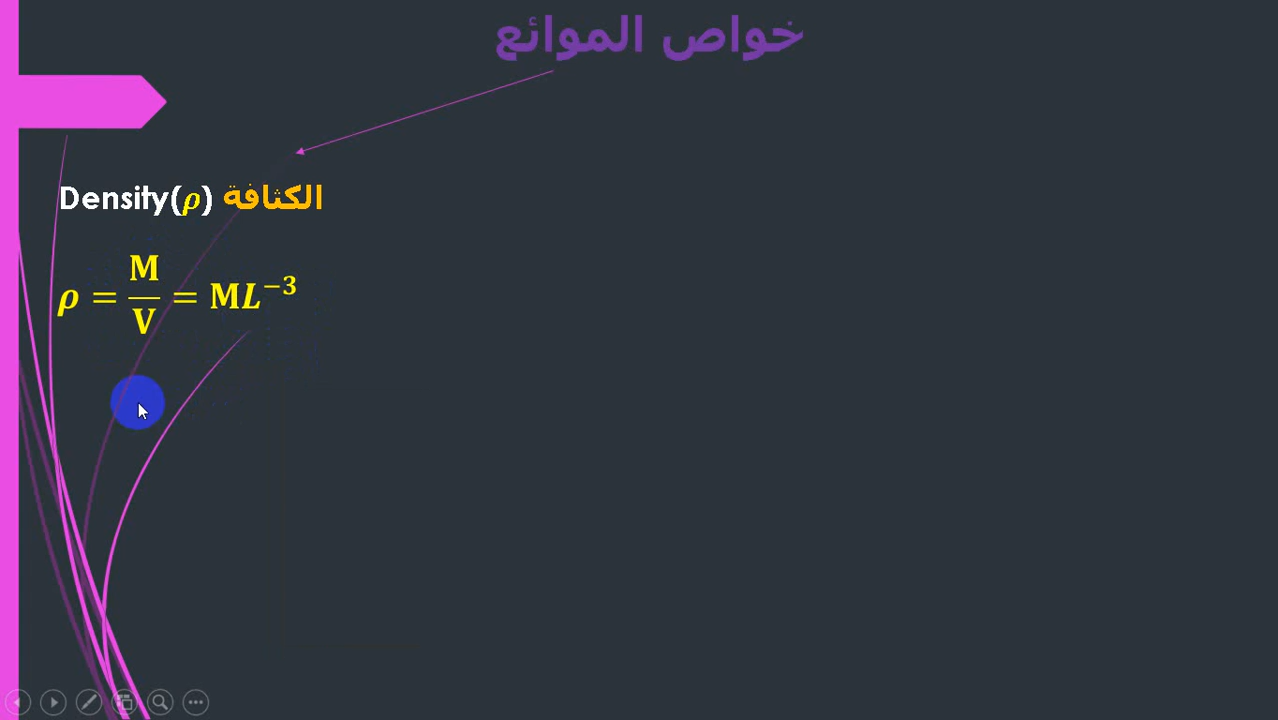 خواص الموائع
Density(ρ) الكثافة
ρ = M/V = ML⁻³